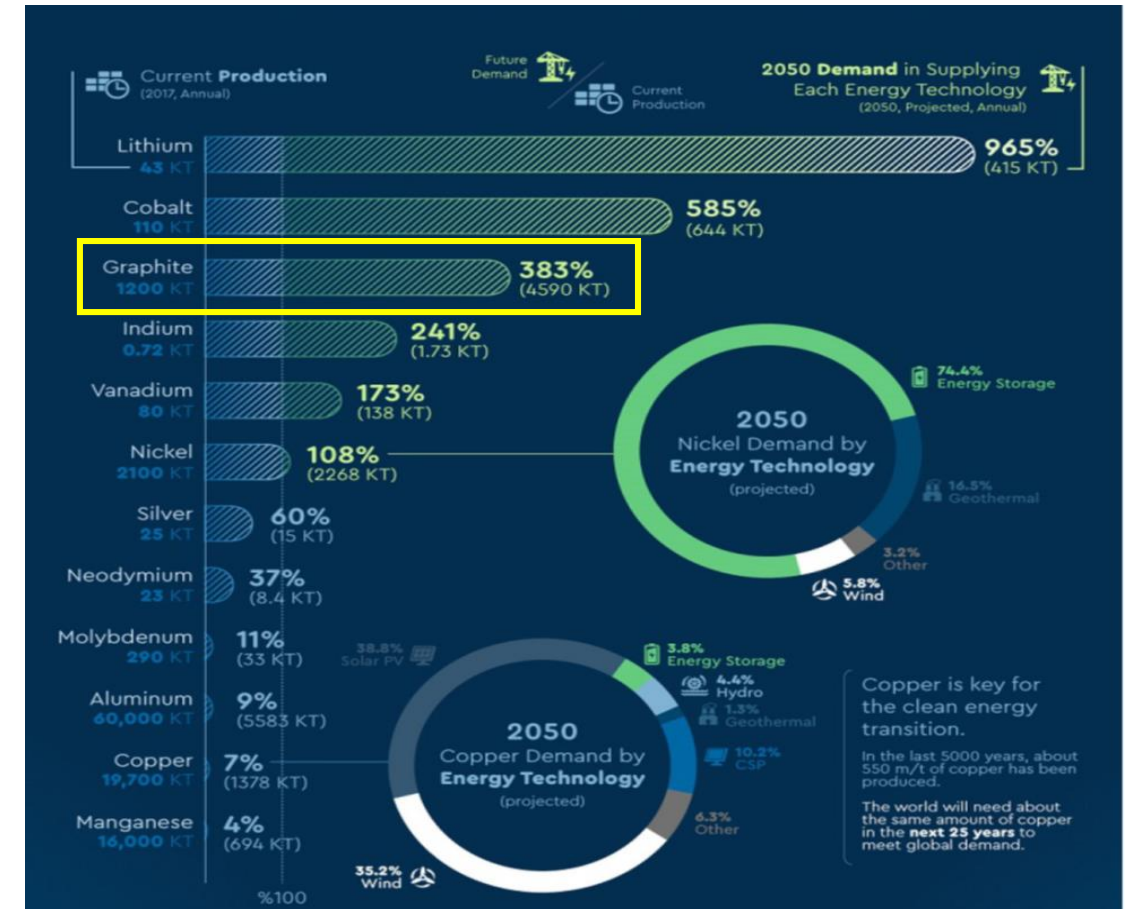 Current Production
(2017, Annual)
Future
Demand
Current
Production
2050 Demand in Supplying
Each Energy Technology
(2050, Projected, Annual)
Lithium
43 KT
965%
(415 KT)
Cobalt
110 KT
585%
(644 KT)
Graphite
1200 KT
383%
(4590 KT)
Indium
0.72 KT
241%
(1.73 KT)
Vanadium
80 KT
173%
(138 KT)
Nickel
2100 KT
108%
(2268 KT)
Silver
25 KT
60%
(15 KT)
Neodymium
23 KT
37%
(8.4 KT)
Molybdenum
290 KT
11%
(33 KT)
Aluminum
60,000 KT
9%
(5583 KT)
Copper
19,700 KT
7%
(1378 KT)
Manganese
16,000 KT
4%
(694 KT)
%100
2050
Nickel Demand by
Energy Technology
(projected)
74.4%
Energy Storage
16.5%
Geothermal
3.2%
Other
5.8%
Wind
2050
Copper Demand by
Energy Technology
(projected)
38.8%
Solar PV
3.8%
Energy Storage
4.4%
Hydro
1.3%
Geothermal
10.2%
CSP
6.3%
Other
35.2%
Wind
Copper is key for
the clean energy
transition.
In the last 5000 years, about
550 m/t of copper has been
produced.
The world will need about
the same amount of copper
in the next 25 years to
meet global demand.